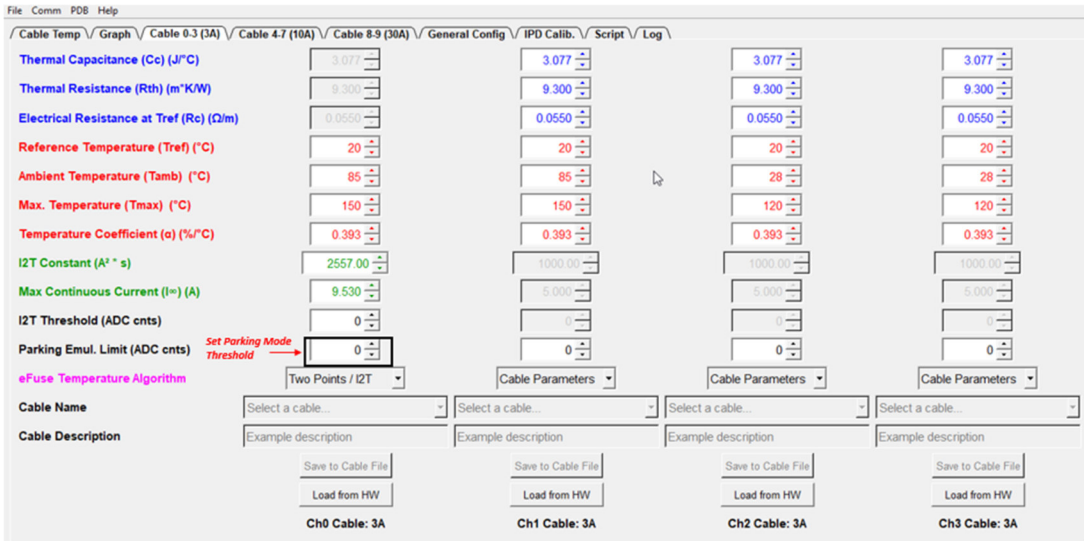 File Comm PDB Help
Cable Temp Graph Cable 0-3 (3A) Cable 4-7 (10A) Cable 8-9 (30A) General Config IPD Calib. Script Log
Thermal Capacitance (Cc) (J/°C) 3.077 3.077 3.077 3.077
Thermal Resistance (Rth) (m*K/W) 9.300 9.300 9.300 9.300
Electrical Resistance at Tref (Rc) (Ω/m) 0.0550 0.0550 0.0550 0.0550
Reference Temperature (Tref) (°C) 20 20 20 20
Ambient Temperature (Tamb) (°C) 85 85 28 28
Max. Temperature (Tmax) (°C) 150 150 120 120
Temperature Coefficient (α) (%/°C) 0.393 0.393 0.393 0.393
I2T Constant (A² * s) 2557.00 1000.00 1000.00 1000.00
Max Continuous Current (I∞) (A) 9.530 5.000 5.000 5.000
I2T Threshold (ADC cnts) 0 0 0 0
Set Parking Mode
Threshold
Parking Emul. Limit (ADC cnts) 0 0 0 0
eFuse Temperature Algorithm Two Points / I2T Cable Parameters Cable Parameters Cable Parameters
Cable Name Select a cable... Select a cable... Select a cable... Select a cable...
Cable Description Example description Example description Example description Example description
Save to Cable File Save to Cable File Save to Cable File Save to Cable File
Load from HW Load from HW Load from HW Load from HW
Ch0 Cable: 3A Ch1 Cable: 3A Ch2 Cable: 3A Ch3 Cable: 3A